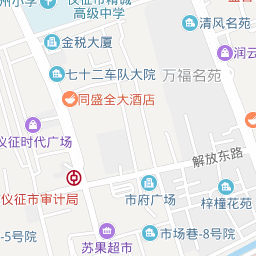 仪征市精诚
高级中学
州小学
清风名苑
金税大厦
润云
七十二车队大院
万福名苑
同盛全大酒店
仪征时代广场
解放东路
仪征市审计局
市府广场
梓橦花苑
-5号院
苏果超市
市场巷-8号院